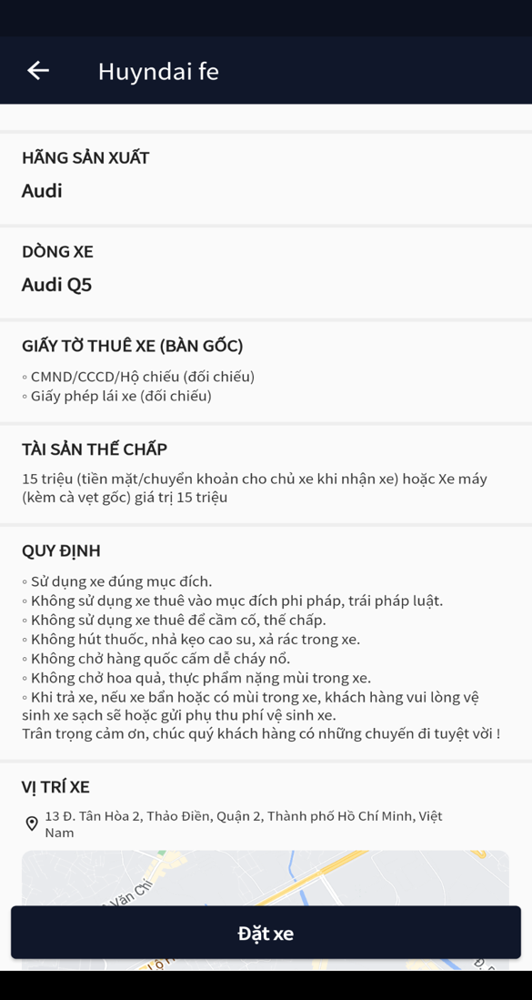 Huyndai fe
HÃNG SẢN XUẤT
Audi
DÒNG XE
Audi Q5
GIẤY TỜ THUÊ XE (BÀN GỐC)
◦ CMND/CCCD/Hộ chiếu (đối chiếu)
◦ Giấy phép lái xe (đối chiếu)
TÀI SẢN THẾ CHẤP
15 triệu (tiền mặt/chuyển khoản cho chủ xe khi nhận xe) hoặc Xe máy
(kèm cà vẹt gốc) giá trị 15 triệu
QUY ĐỊNH
◦ Sử dụng xe đúng mục đích.
◦ Không sử dụng xe thuê vào mục đích phi pháp, trái pháp luật.
◦ Không sử dụng xe thuê để cầm cố, thế chấp.
◦ Không hút thuốc, nhả kẹo cao su, xả rác trong xe.
◦ Không chở hàng quốc cấm dễ cháy nổ.
◦ Không chở hoa quả, thực phẩm nặng mùi trong xe.
◦ Khi trả xe, nếu xe bẩn hoặc có mùi trong xe, khách hàng vui lòng vệ
sinh xe sạch sẽ hoặc gửi phụ thu phí vệ sinh xe.
Trân trọng cảm ơn, chúc quý khách hàng có những chuyến đi tuyệt vời !
VỊ TRÍ XE
13 Đ. Tân Hòa 2, Thảo Điền, Quận 2, Thành phố Hồ Chí Minh, Việt
Nam
Văn Chí
Đặt xe